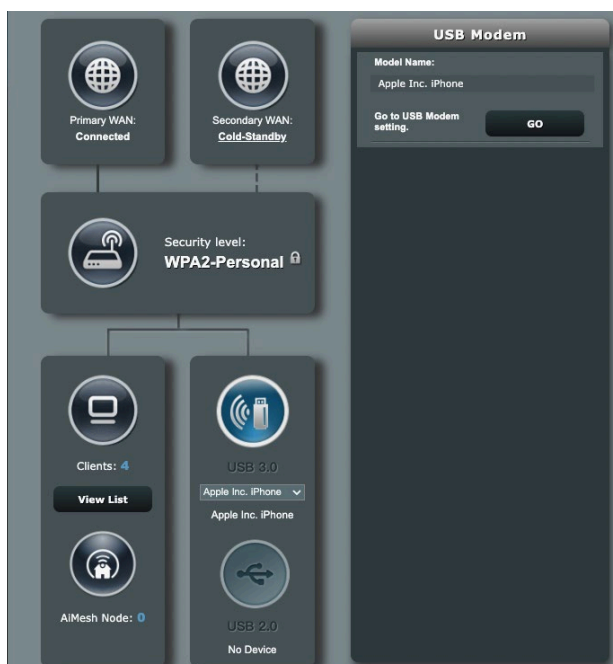 Primary WAN:
Connected
Secondary WAN:
Cold-Standby
Security level:
WPA2-Personal
Clients: 4
View List
AiMesh Node: 0
USB 3.0
Apple Inc. iPhone
Apple Inc. iPhone
USB 2.0
No Device
USB Modem
Model Name:
Apple Inc. iPhone
Go to USB Modem
setting.
GO